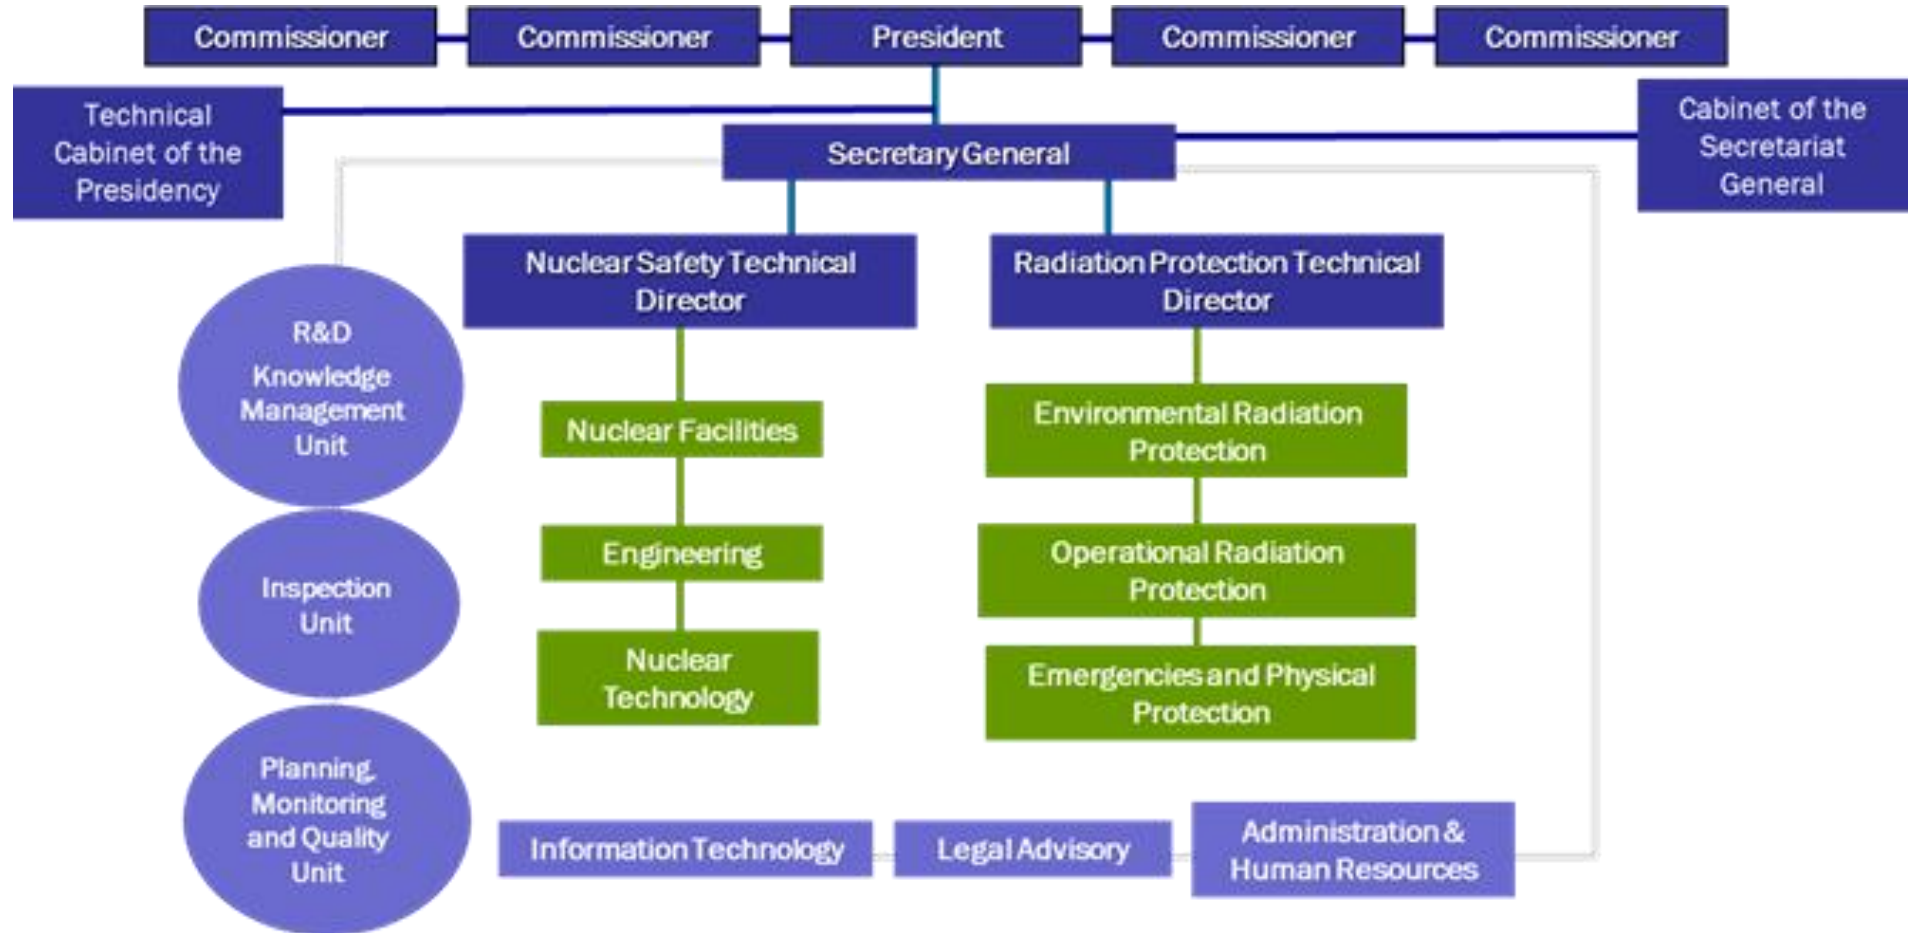 Commissioner
Commissioner
President
Commissioner
Commissioner
Technical
Cabinet of the
Presidency
Cabinet of the
Secretariat
General
Secretary General
Nuclear Safety Technical
Director
Radiation Protection Technical
Director
R&D
Knowledge
Management
Unit
Nuclear Facilities
Environmental Radiation
Protection
Inspection
Unit
Engineering
Operational Radiation
Protection
Nuclear
Technology
Emergencies and Physical
Protection
Planning,
Monitoring
and Quality
Unit
Information Technology
Legal Advisory
Administration &
Human Resources